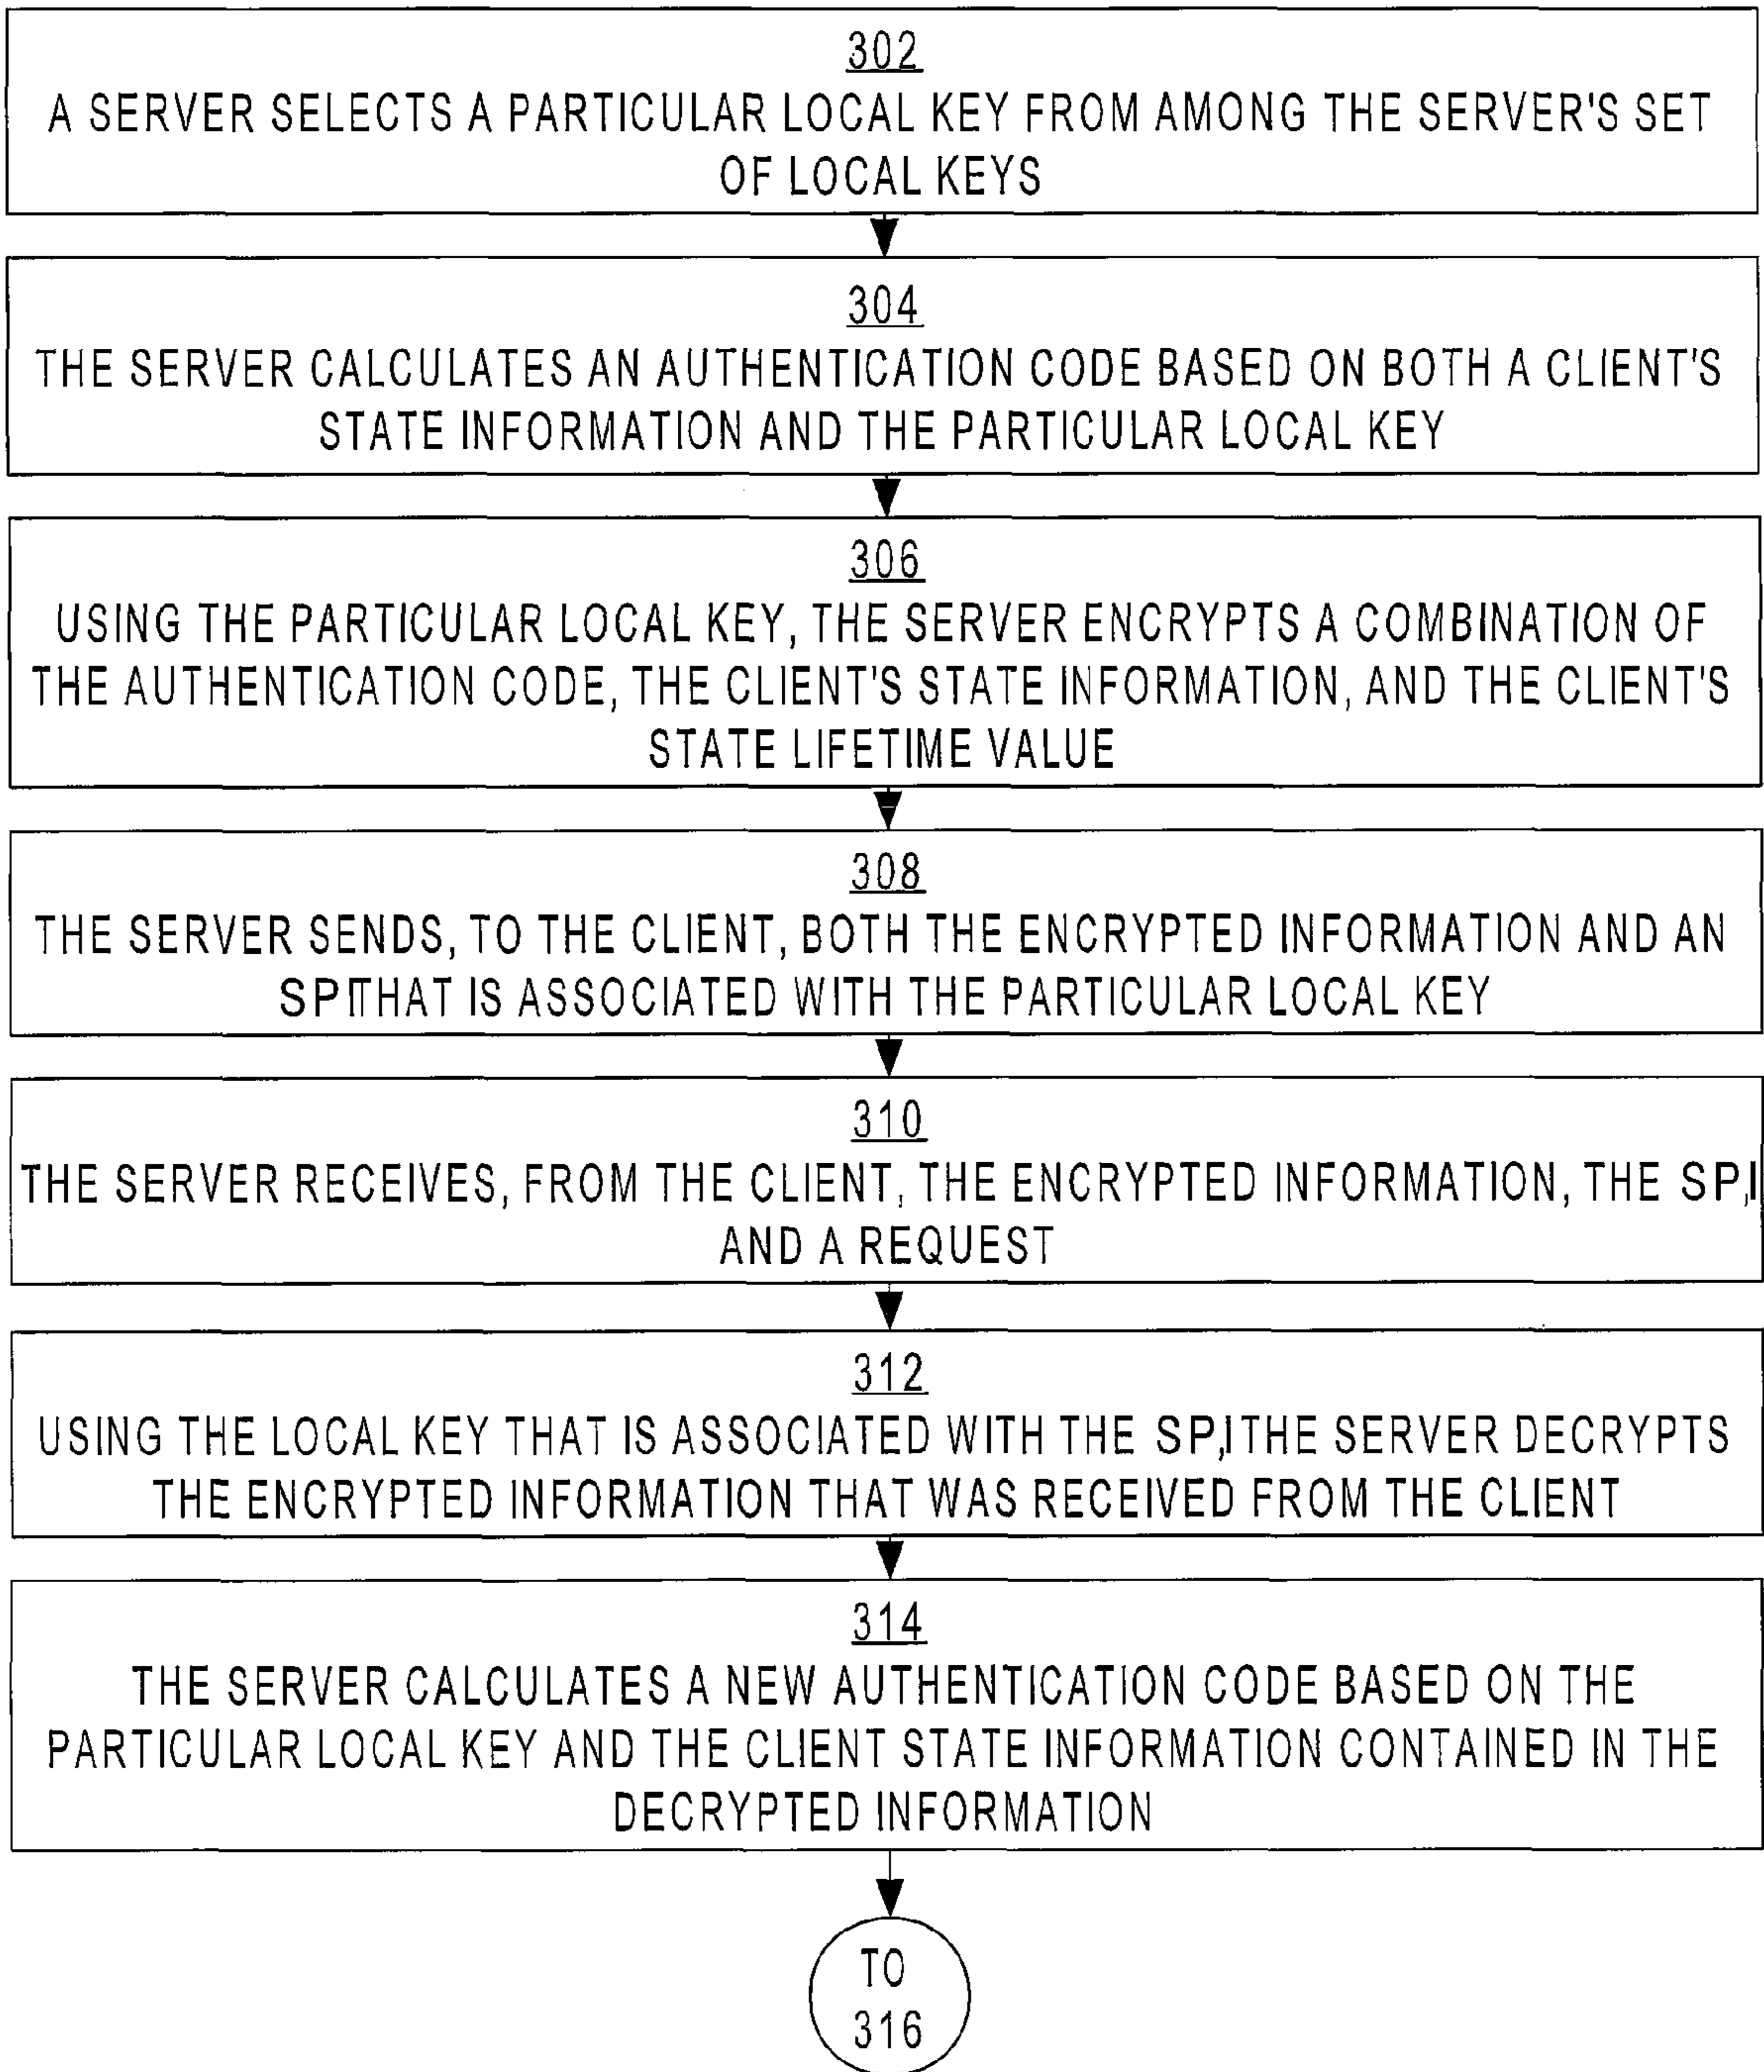 302
A SERVER SELECTS A PARTICULAR LOCAL KEY FROM AMONG THE SERVER'S SET
OF LOCAL KEYS
304
THE SERVER CALCULATES AN AUTHENTICATION CODE BASED ON BOTH A CLIENT'S
STATE INFORMATION AND THE PARTICULAR LOCAL KEY
306
USING THE PARTICULAR LOCAL KEY, THE SERVER ENCRYPTS A COMBINATION OF
THE AUTHENTICATION CODE, THE CLIENT'S STATE INFORMATION, AND THE CLIENT'S
STATE LIFETIME VALUE
308
THE SERVER SENDS, TO THE CLIENT, BOTH THE ENCRYPTED INFORMATION AND AN
SPI THAT IS ASSOCIATED WITH THE PARTICULAR LOCAL KEY
310
THE SERVER RECEIVES, FROM THE CLIENT, THE ENCRYPTED INFORMATION, THE SPI,
AND A REQUEST
312
USING THE LOCAL KEY THAT IS ASSOCIATED WITH THE SPI, THE SERVER DECRYPTS
THE ENCRYPTED INFORMATION THAT WAS RECEIVED FROM THE CLIENT
314
THE SERVER CALCULATES A NEW AUTHENTICATION CODE BASED ON THE
PARTICULAR LOCAL KEY AND THE CLIENT STATE INFORMATION CONTAINED IN THE
DECRYPTED INFORMATION
TO
316